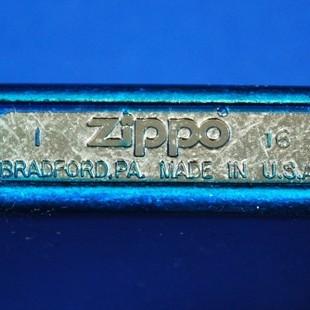 I zippo 16
BRADFORD, PA. MADE IN U.S.A